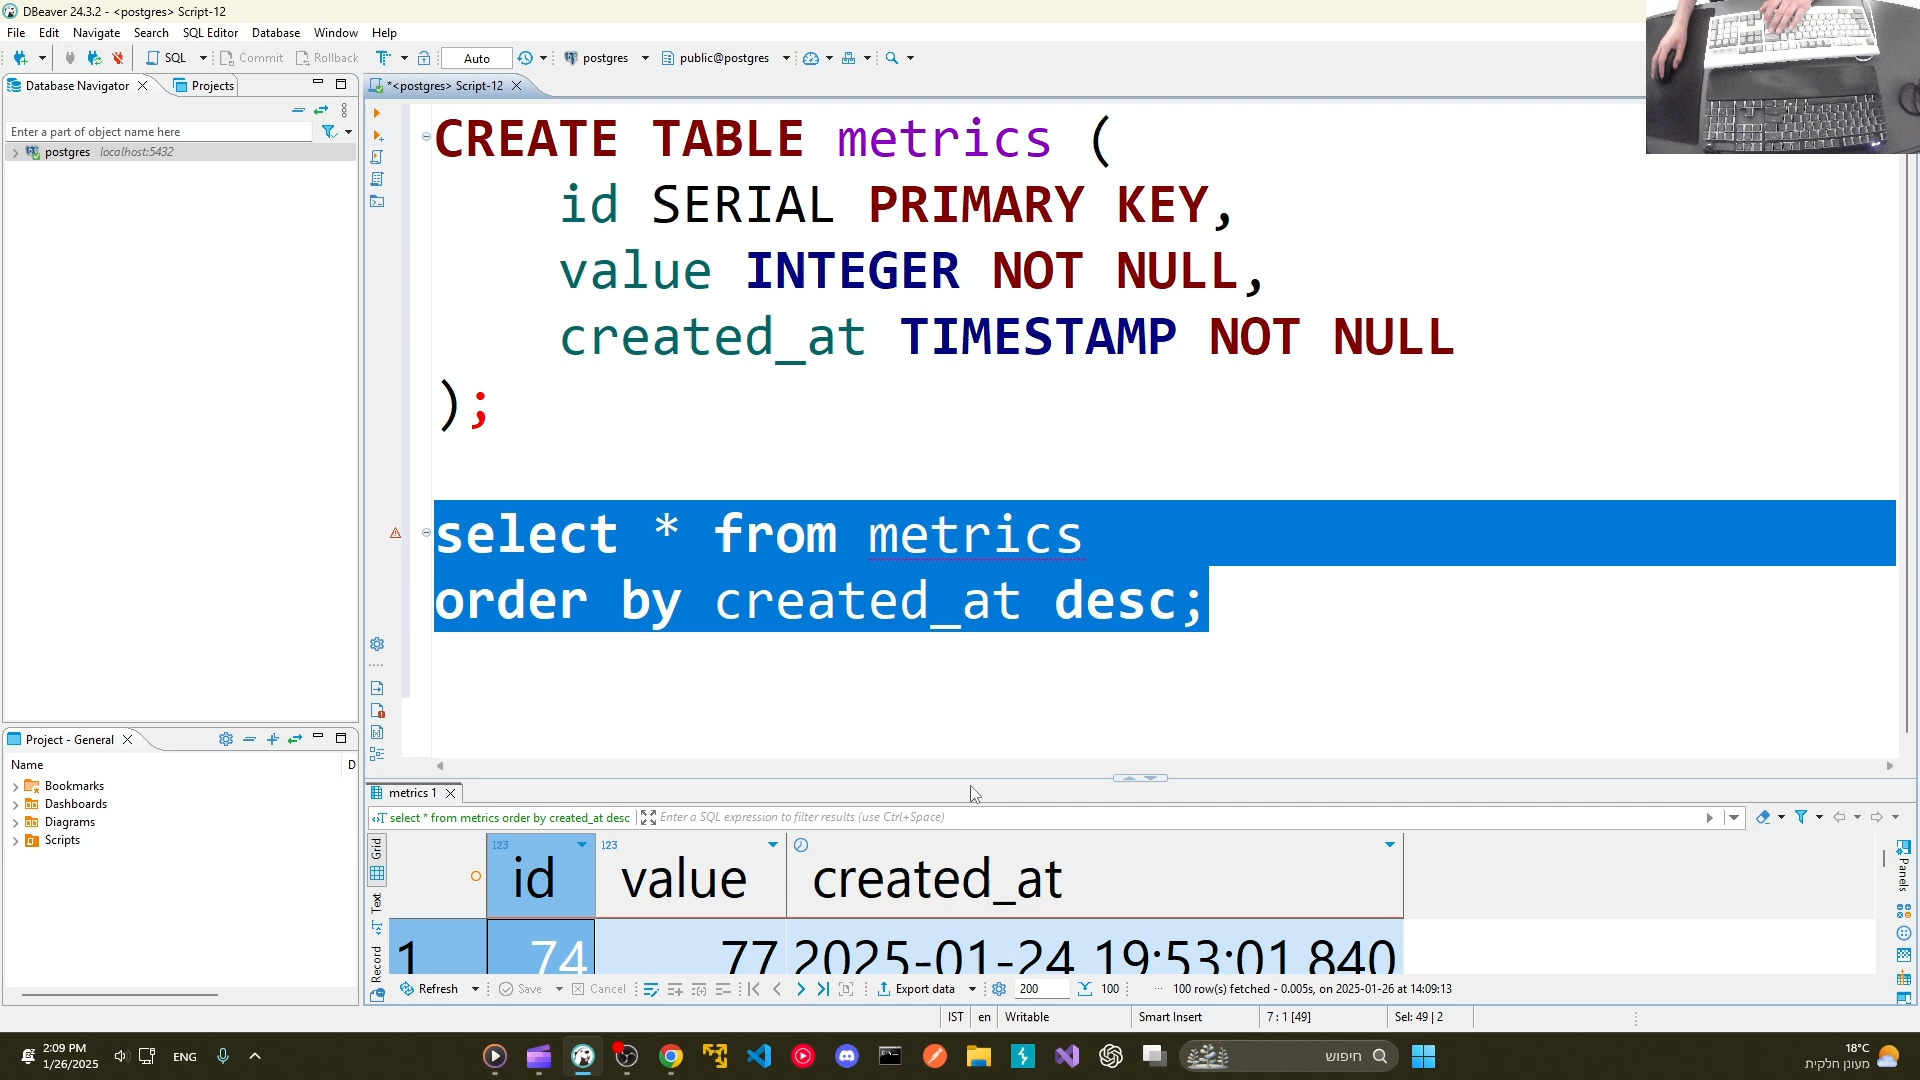 DBeaver 24.3.2 - <postgres> Script-12
File Edit Navigate Search SQL Editor Database Window Help
SQL Commit Rollback Auto postgres public@postgres
Database Navigator Projects
*<postgres> Script-12
Enter a part of object name here
postgres localhost:5432
CREATE TABLE metrics (
id SERIAL PRIMARY KEY,
value INTEGER NOT NULL,
created_at TIMESTAMP NOT NULL
);
select * from metrics
order by created_at desc;
Project - General
Name D
Bookmarks
Dashboards
Diagrams
Scripts
metrics 1
select * from metrics order by created_at desc Enter a SQL expression to filter results (use Ctrl+Space)
Grid
Text
Record
Panels
123 id 123 value created_at
1 74 77 2025-01-24 19:53:01.840
Refresh Save Cancel Export data 200 100 ... 100 row(s) fetched - 0.005s, on 2025-01-26 at 14:09:13
IST en Writable Smart Insert 7 : 1 [49] Sel: 49 | 2
2:09 PM
1/26/2025
ENG
חיפוש
18°C
מעונן חלקית